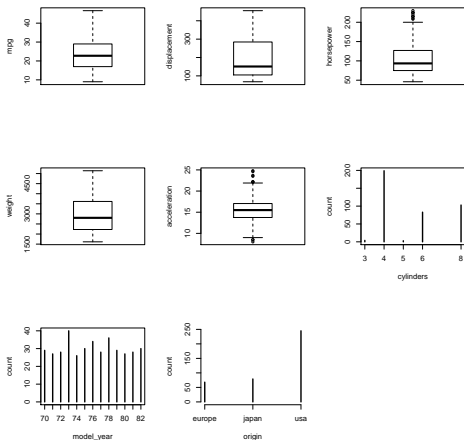 mpg
10 20 30 40
displacement
100 300
horsepower
50 100 150 200
weight
1500 3000 4500
acceleration
10 15 20 25
count
0 50 100 200
3 4 5 6 8
cylinders
count
0 10 20 30 40
70 72 74 76 78 80 82
model_year
count
0 50 150 250
europe japan usa
origin